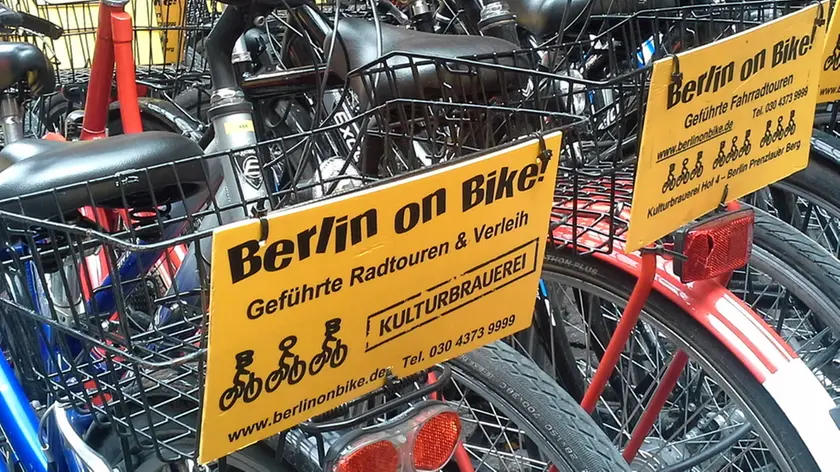 Berlin on Bike!
Geführte Radtouren & Verleih
KULTURBRAUEREI
www.berlinonbike.de Tel. 030 4373 9999
Berlin on Bike!
Geführte Fahrradtouren
www.berlinonbike.de Tel. 030 4373 9999
Kulturbrauerei Hof 4 – Berlin Prenzlauer Berg